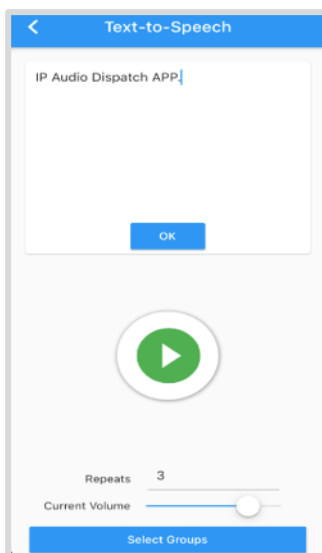 Text-to-Speech
IP Audio Dispatch APP.
OK
Repeats 3
Current Volume
Select Groups